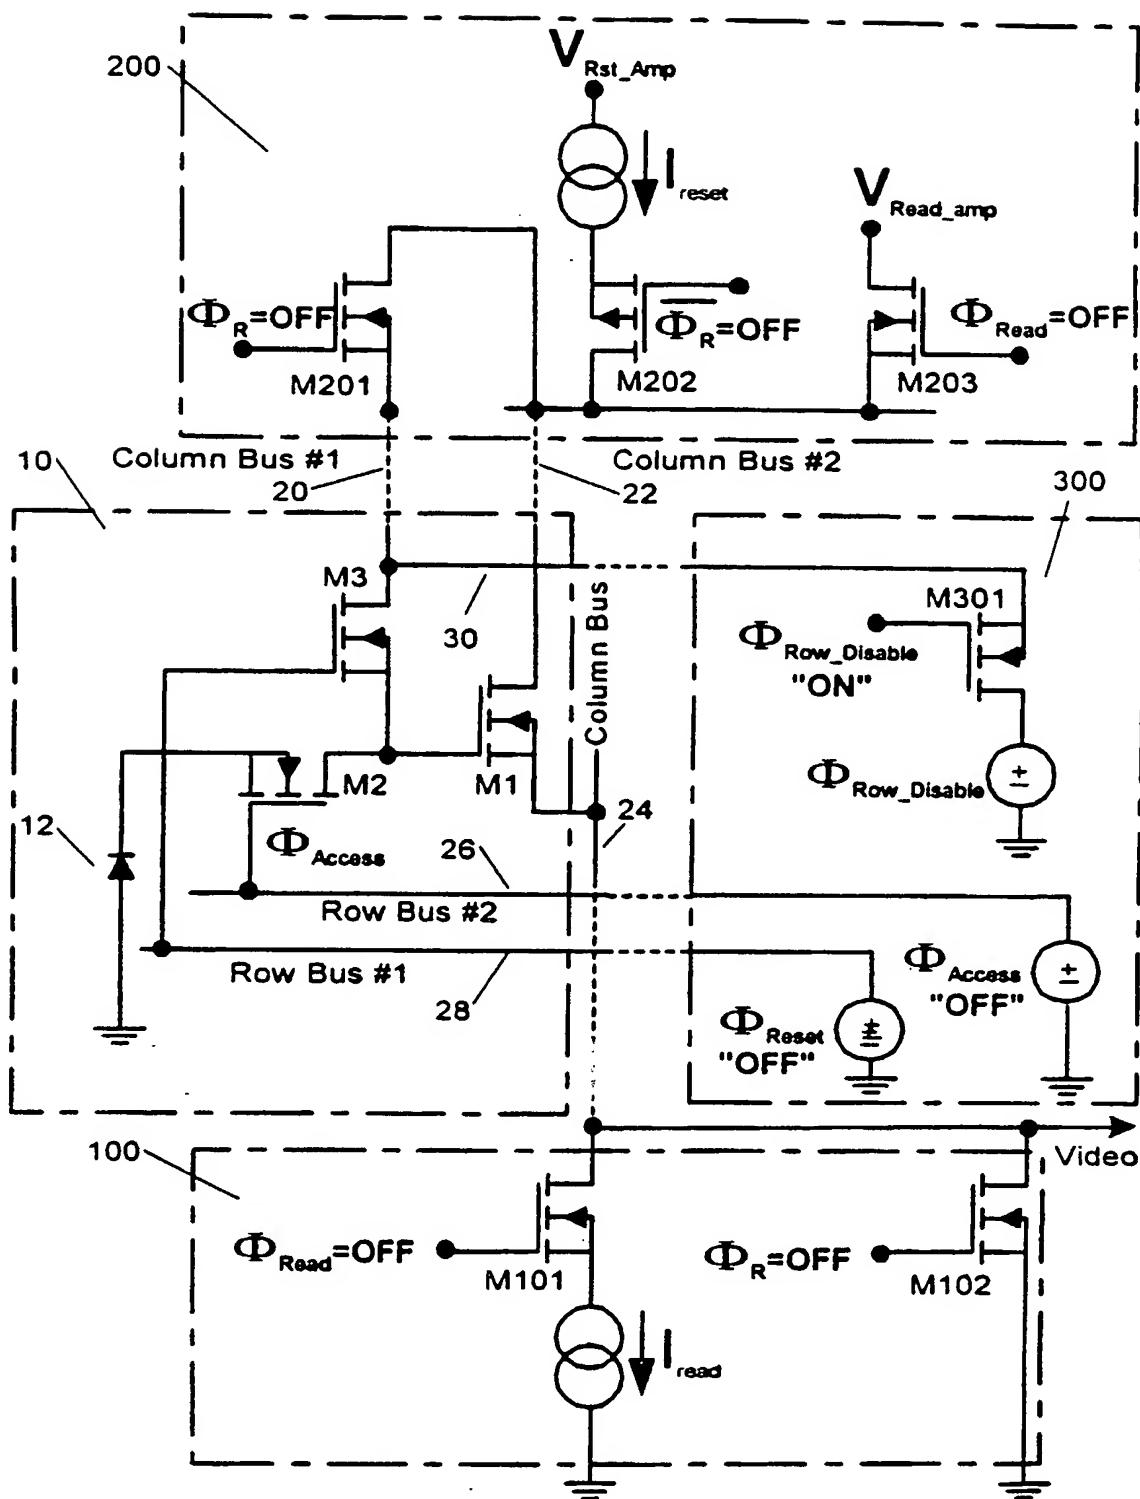 200
V Rst_Amp
I reset
V Read_amp
Φ R=OFF
M201
Φ R=OFF
M202
Φ Read=OFF
M203
10
Column Bus #1
20
Column Bus #2
22
300
M3
30
Column Bus
M301
Φ Row_Disable
"ON"
M2
M1
Φ Row_Disable
±
12
Φ Access
26
24
Row Bus #2
Row Bus #1
28
Φ Access
"OFF"
±
Φ Reset
"OFF"
±
Video
100
Φ Read=OFF
M101
Φ R=OFF
M102
I read